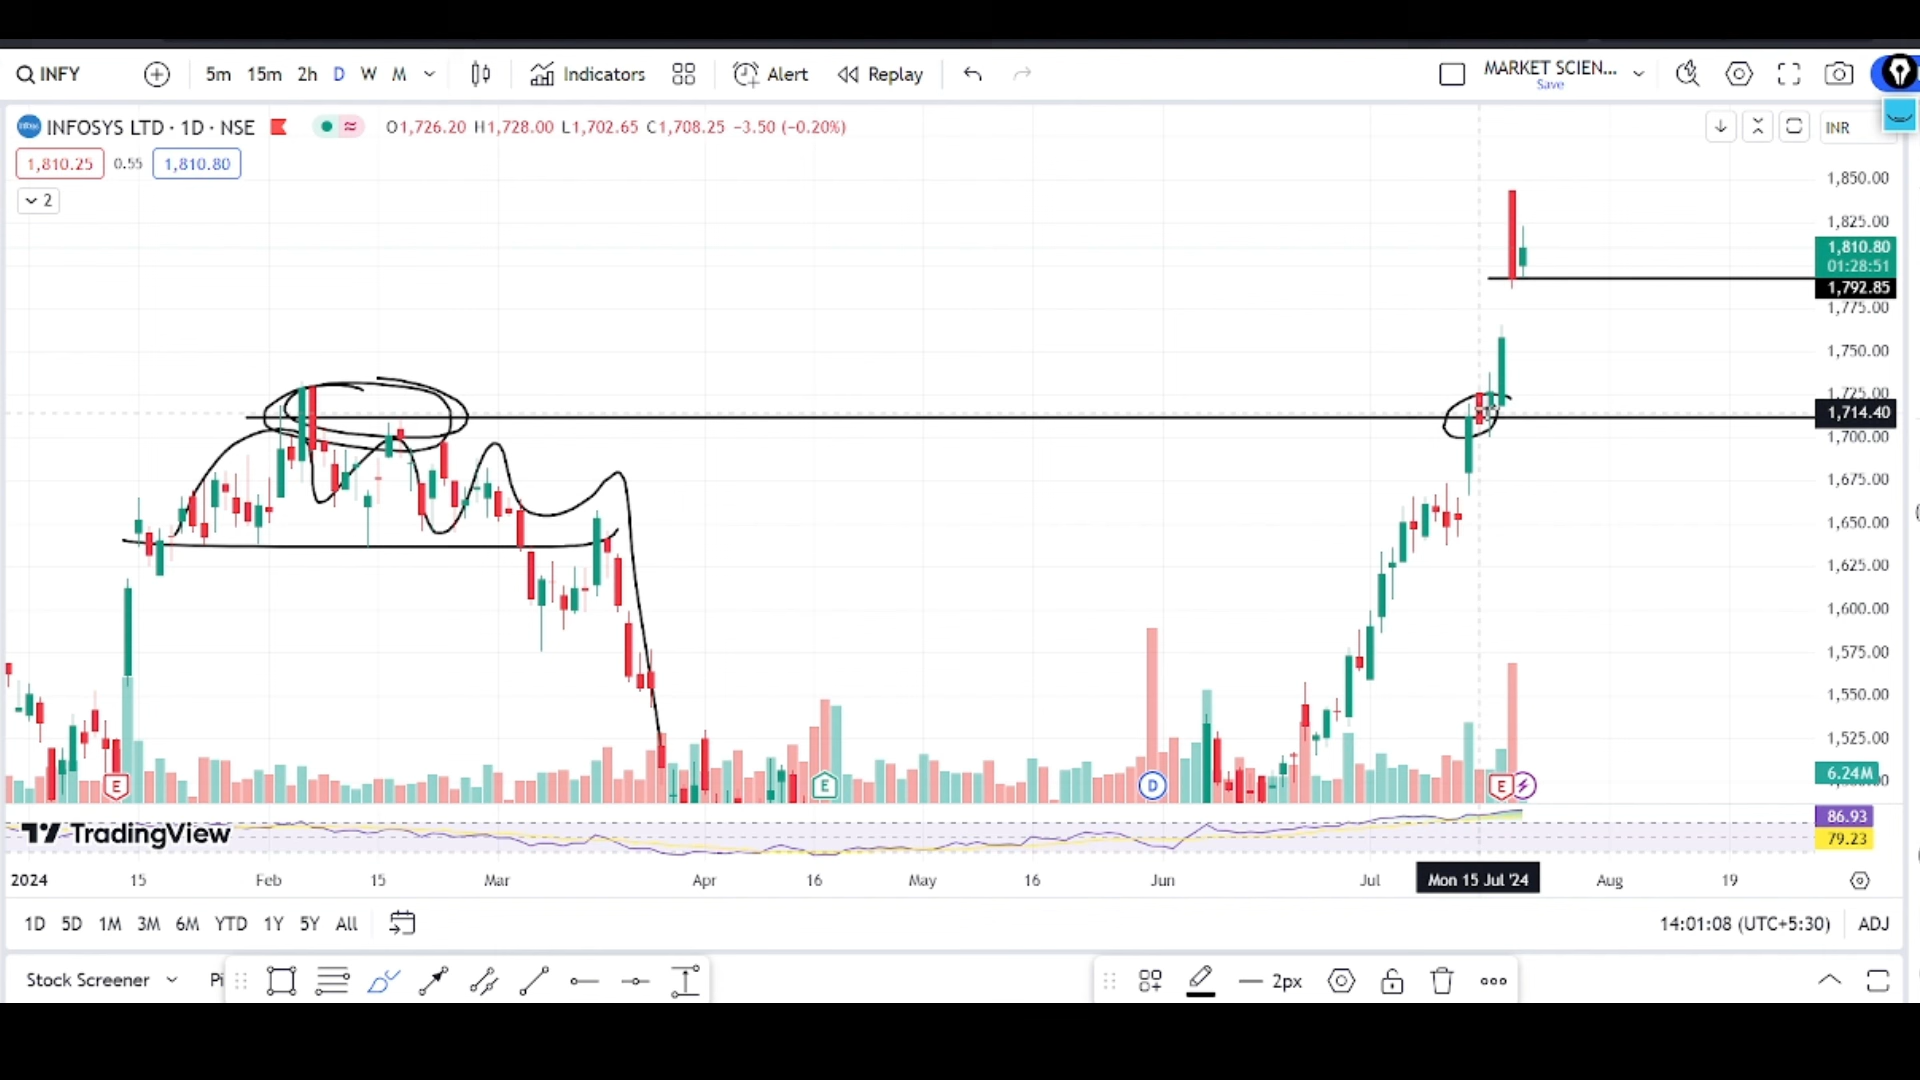 INFY 5m 15m 2h D W M Indicators Alert Replay MARKET SCIEN...
Save
INFOSYS LTD · 1D · NSE O1,726.20 H1,728.00 L1,702.65 C1,708.25 −3.50 (−0.20%) INR
1,810.25 0.55 1,810.80
2
1,850.00
1,825.00
1,810.80
01:28:51
1,792.85
1,775.00
1,750.00
1,725.00
1,714.40
1,700.00
1,675.00
1,650.00
1,625.00
1,600.00
1,575.00
1,550.00
1,525.00
6.24M
E E D E
86.93
TradingView
79.23
2024 15 Feb 15 Mar Apr 16 May 16 Jun Jul Mon 15 Jul '24 Aug 19
1D 5D 1M 3M 6M YTD 1Y 5Y All 14:01:08 (UTC+5:30) ADJ
Stock Screener 2px